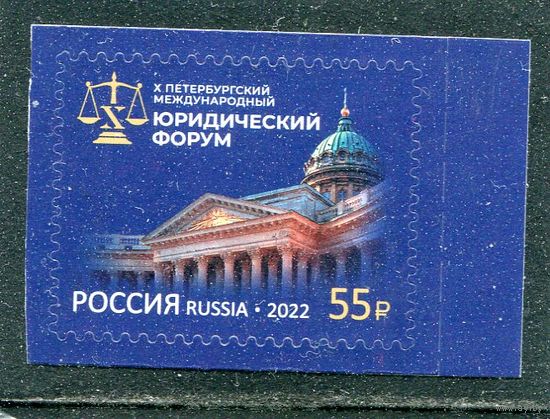 X ПЕТЕРБУРГСКИЙ
МЕЖДУНАРОДНЫЙ
ЮРИДИЧЕСКИЙ
ФОРУМ
X
РОССИЯ RUSSIA • 2022 55₽